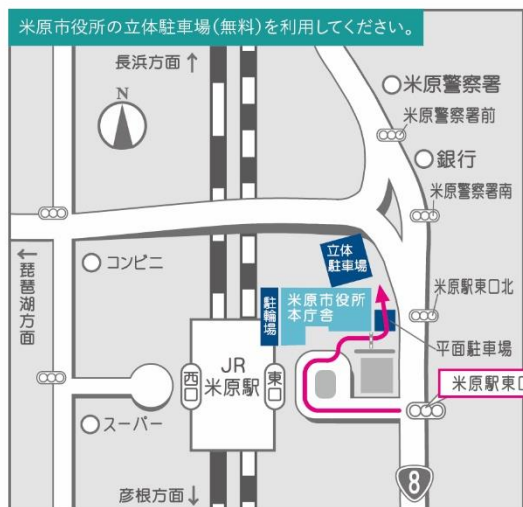 米原市役所の立体駐車場(無料)を利用してください。
長浜方面↑
N
米原警察署
米原警察署前
銀行
米原警察署南
立体
駐車場
コンビニ
←琵琶湖方面
駐輪場
米原市役所
本庁舎
米原駅東口北
平面駐車場
JR
米原駅
西口
東口
米原駅東口
スーパー
8
彦根方面↓